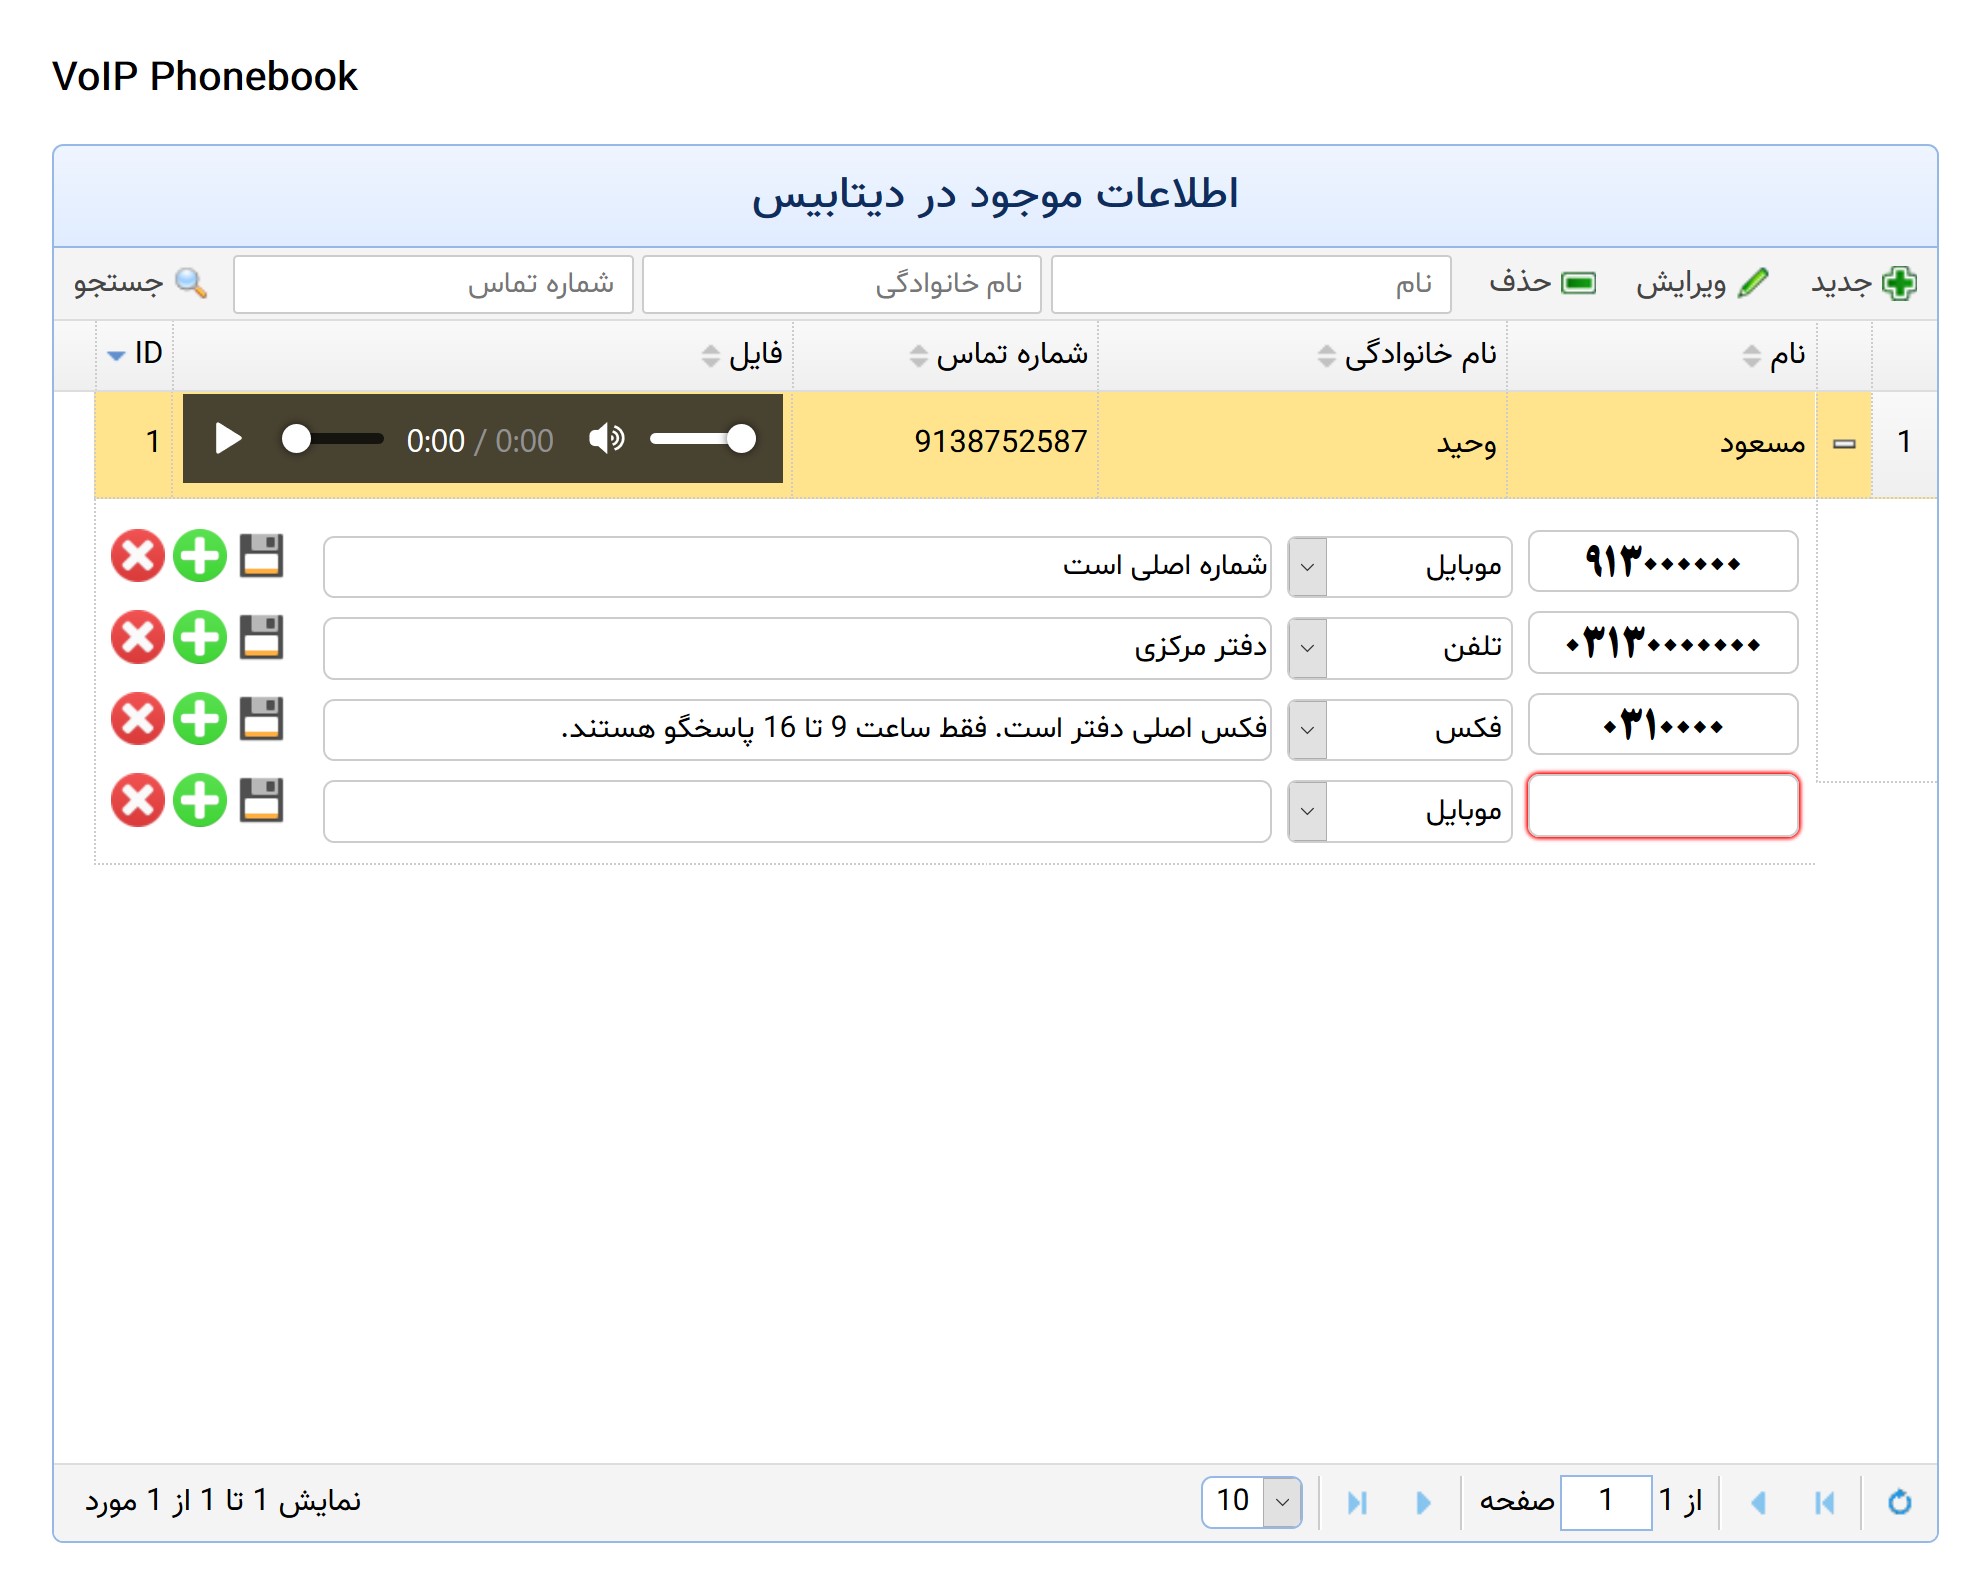 VoIP Phonebook
اطلاعات موجود در دیتابیس
جدید ویرایش حذف نام نام خانوادگی شماره تماس جستجو
نام نام خانوادگی شماره تماس فایل ID
1 مسعود وحید 9138752587 0:00 / 0:00 1
۹۱۳۰۰۰۰۰۰ موبایل شماره اصلی است
۰۳۱۳۰۰۰۰۰۰۰ تلفن دفتر مرکزی
۰۳۱۰۰۰۰ فکس فکس اصلی دفتر است. فقط ساعت 9 تا 16 پاسخگو هستند.
موبایل
صفحه 1 از 1 10 نمایش 1 تا 1 از 1 مورد